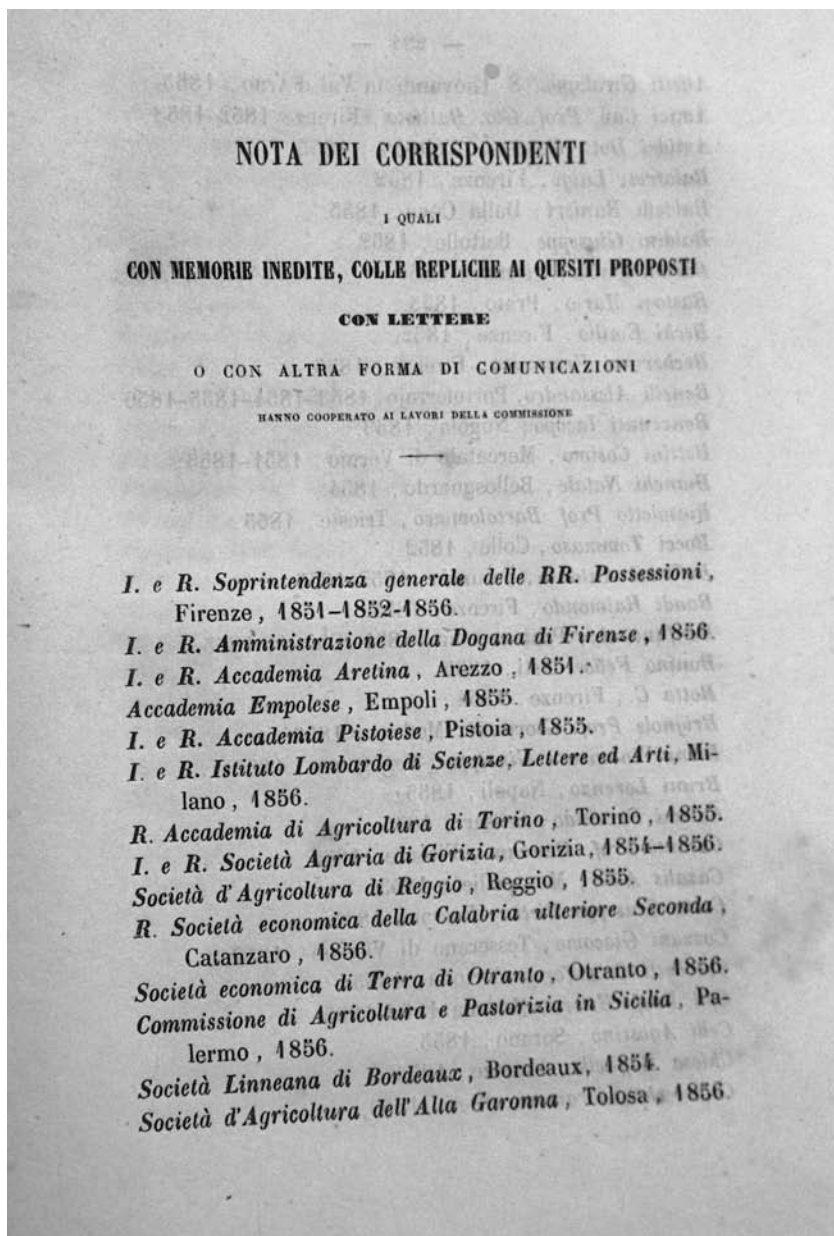 NOTA DEI CORRISPONDENTI
I QUALI
CON MEMORIE INEDITE, COLLE REPLICHE AI QUESITI PROPOSTI
CON LETTERE
O CON ALTRA FORMA DI COMUNICAZIONI
HANNO COOPERATO AI LAVORI DELLA COMMISSIONE
I. e R. Soprintendenza generale delle RR. Possessioni,
Firenze, 1851-1852-1856.
I. e R. Amministrazione della Dogana di Firenze, 1856.
I. e R. Accademia Aretina, Arezzo, 1851.
Accademia Empolese, Empoli, 1855.
I. e R. Accademia Pistoiese, Pistoia, 1855.
I. e R. Istituto Lombardo di Scienze, Lettere ed Arti, Mi-
lano, 1856.
R. Accademia di Agricoltura di Torino, Torino, 1855.
I. e R. Società Agraria di Gorizia, Gorizia, 1854-1856.
Società d'Agricoltura di Reggio, Reggio, 1855.
R. Società economica della Calabria ulteriore Seconda,
Catanzaro, 1856.
Società economica di Terra di Otranto, Otranto, 1856.
Commissione di Agricoltura e Pastorizia in Sicilia, Pa-
lermo, 1856.
Società Linneana di Bordeaux, Bordeaux, 1854.
Società d'Agricoltura dell'Alta Garonna, Tolosa, 1856